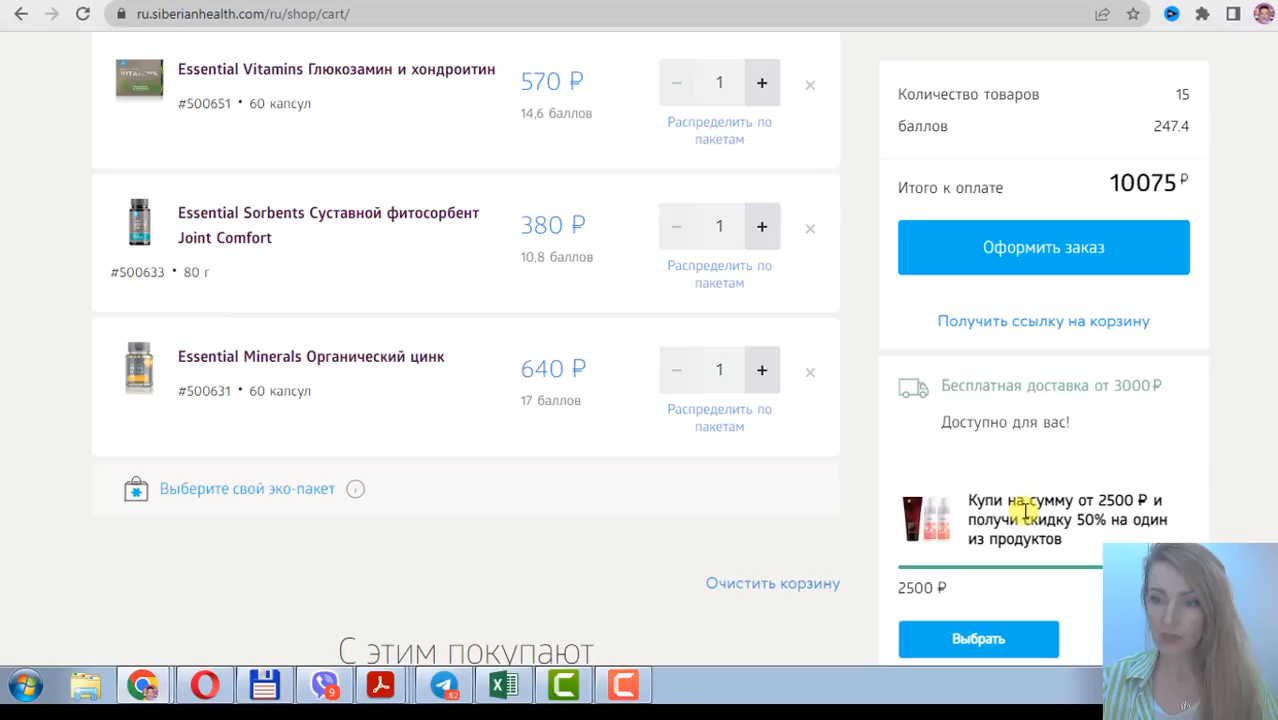 ru.siberianhealth.com/ru/shop/cart/
VITAMINS
Essential Vitamins Глюкозамин и хондроитин
#500651 • 60 капсул
570 ₽
14,6 баллов
− 1 +
×
Распределить по
пакетам
Essential Sorbents Суставной фитосорбент
Joint Comfort
#500633 • 80 г
380 ₽
10,8 баллов
− 1 +
×
Распределить по
пакетам
Essential Minerals Органический цинк
#500631 • 60 капсул
640 ₽
17 баллов
− 1 +
×
Распределить по
пакетам
Выберите свой эко-пакет i
Очистить корзину
С этим покупают
Количество товаров 15
баллов 247.4
Итого к оплате 10075 ₽
Оформить заказ
Получить ссылку на корзину
Бесплатная доставка от 3000 ₽
Доступно для вас!
Купи на сумму от 2500 ₽ и
получи скидку 50% на один
из продуктов
2500 ₽
Выбрать
9
62